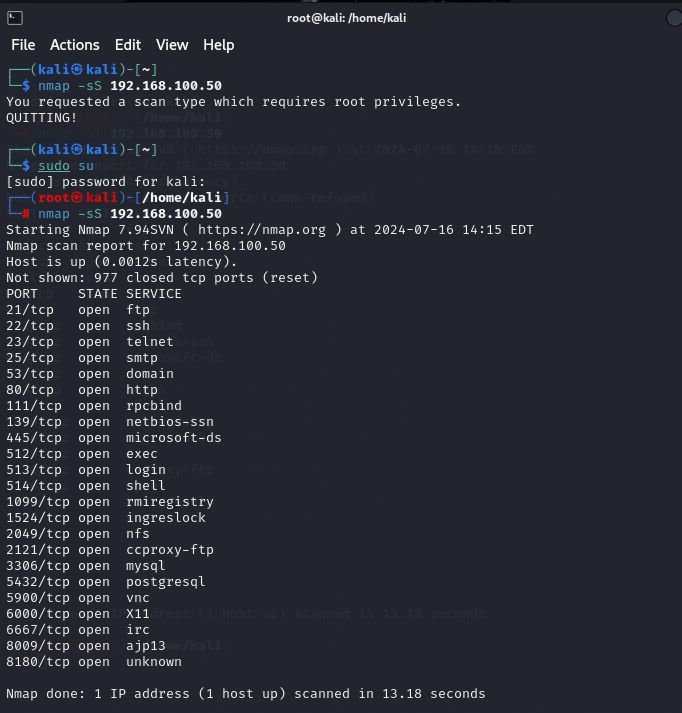 root@kali: /home/kali
File Actions Edit View Help
┌──(kali㉿kali)-[~]
└─$ nmap -sS 192.168.100.50
You requested a scan type which requires root privileges.
QUITTING!
┌──(kali㉿kali)-[~]
└─$ sudo su
[sudo] password for kali:
┌──(root㉿kali)-[/home/kali]
└─# nmap -sS 192.168.100.50
Starting Nmap 7.94SVN ( https://nmap.org ) at 2024-07-16 14:15 EDT
Nmap scan report for 192.168.100.50
Host is up (0.0012s latency).
Not shown: 977 closed tcp ports (reset)
PORT     STATE SERVICE
21/tcp   open  ftp
22/tcp   open  ssh
23/tcp   open  telnet
25/tcp   open  smtp
53/tcp   open  domain
80/tcp   open  http
111/tcp  open  rpcbind
139/tcp  open  netbios-ssn
445/tcp  open  microsoft-ds
512/tcp  open  exec
513/tcp  open  login
514/tcp  open  shell
1099/tcp open  rmiregistry
1524/tcp open  ingreslock
2049/tcp open  nfs
2121/tcp open  ccproxy-ftp
3306/tcp open  mysql
5432/tcp open  postgresql
5900/tcp open  vnc
6000/tcp open  X11
6667/tcp open  irc
8009/tcp open  ajp13
8180/tcp open  unknown
Nmap done: 1 IP address (1 host up) scanned in 13.18 seconds